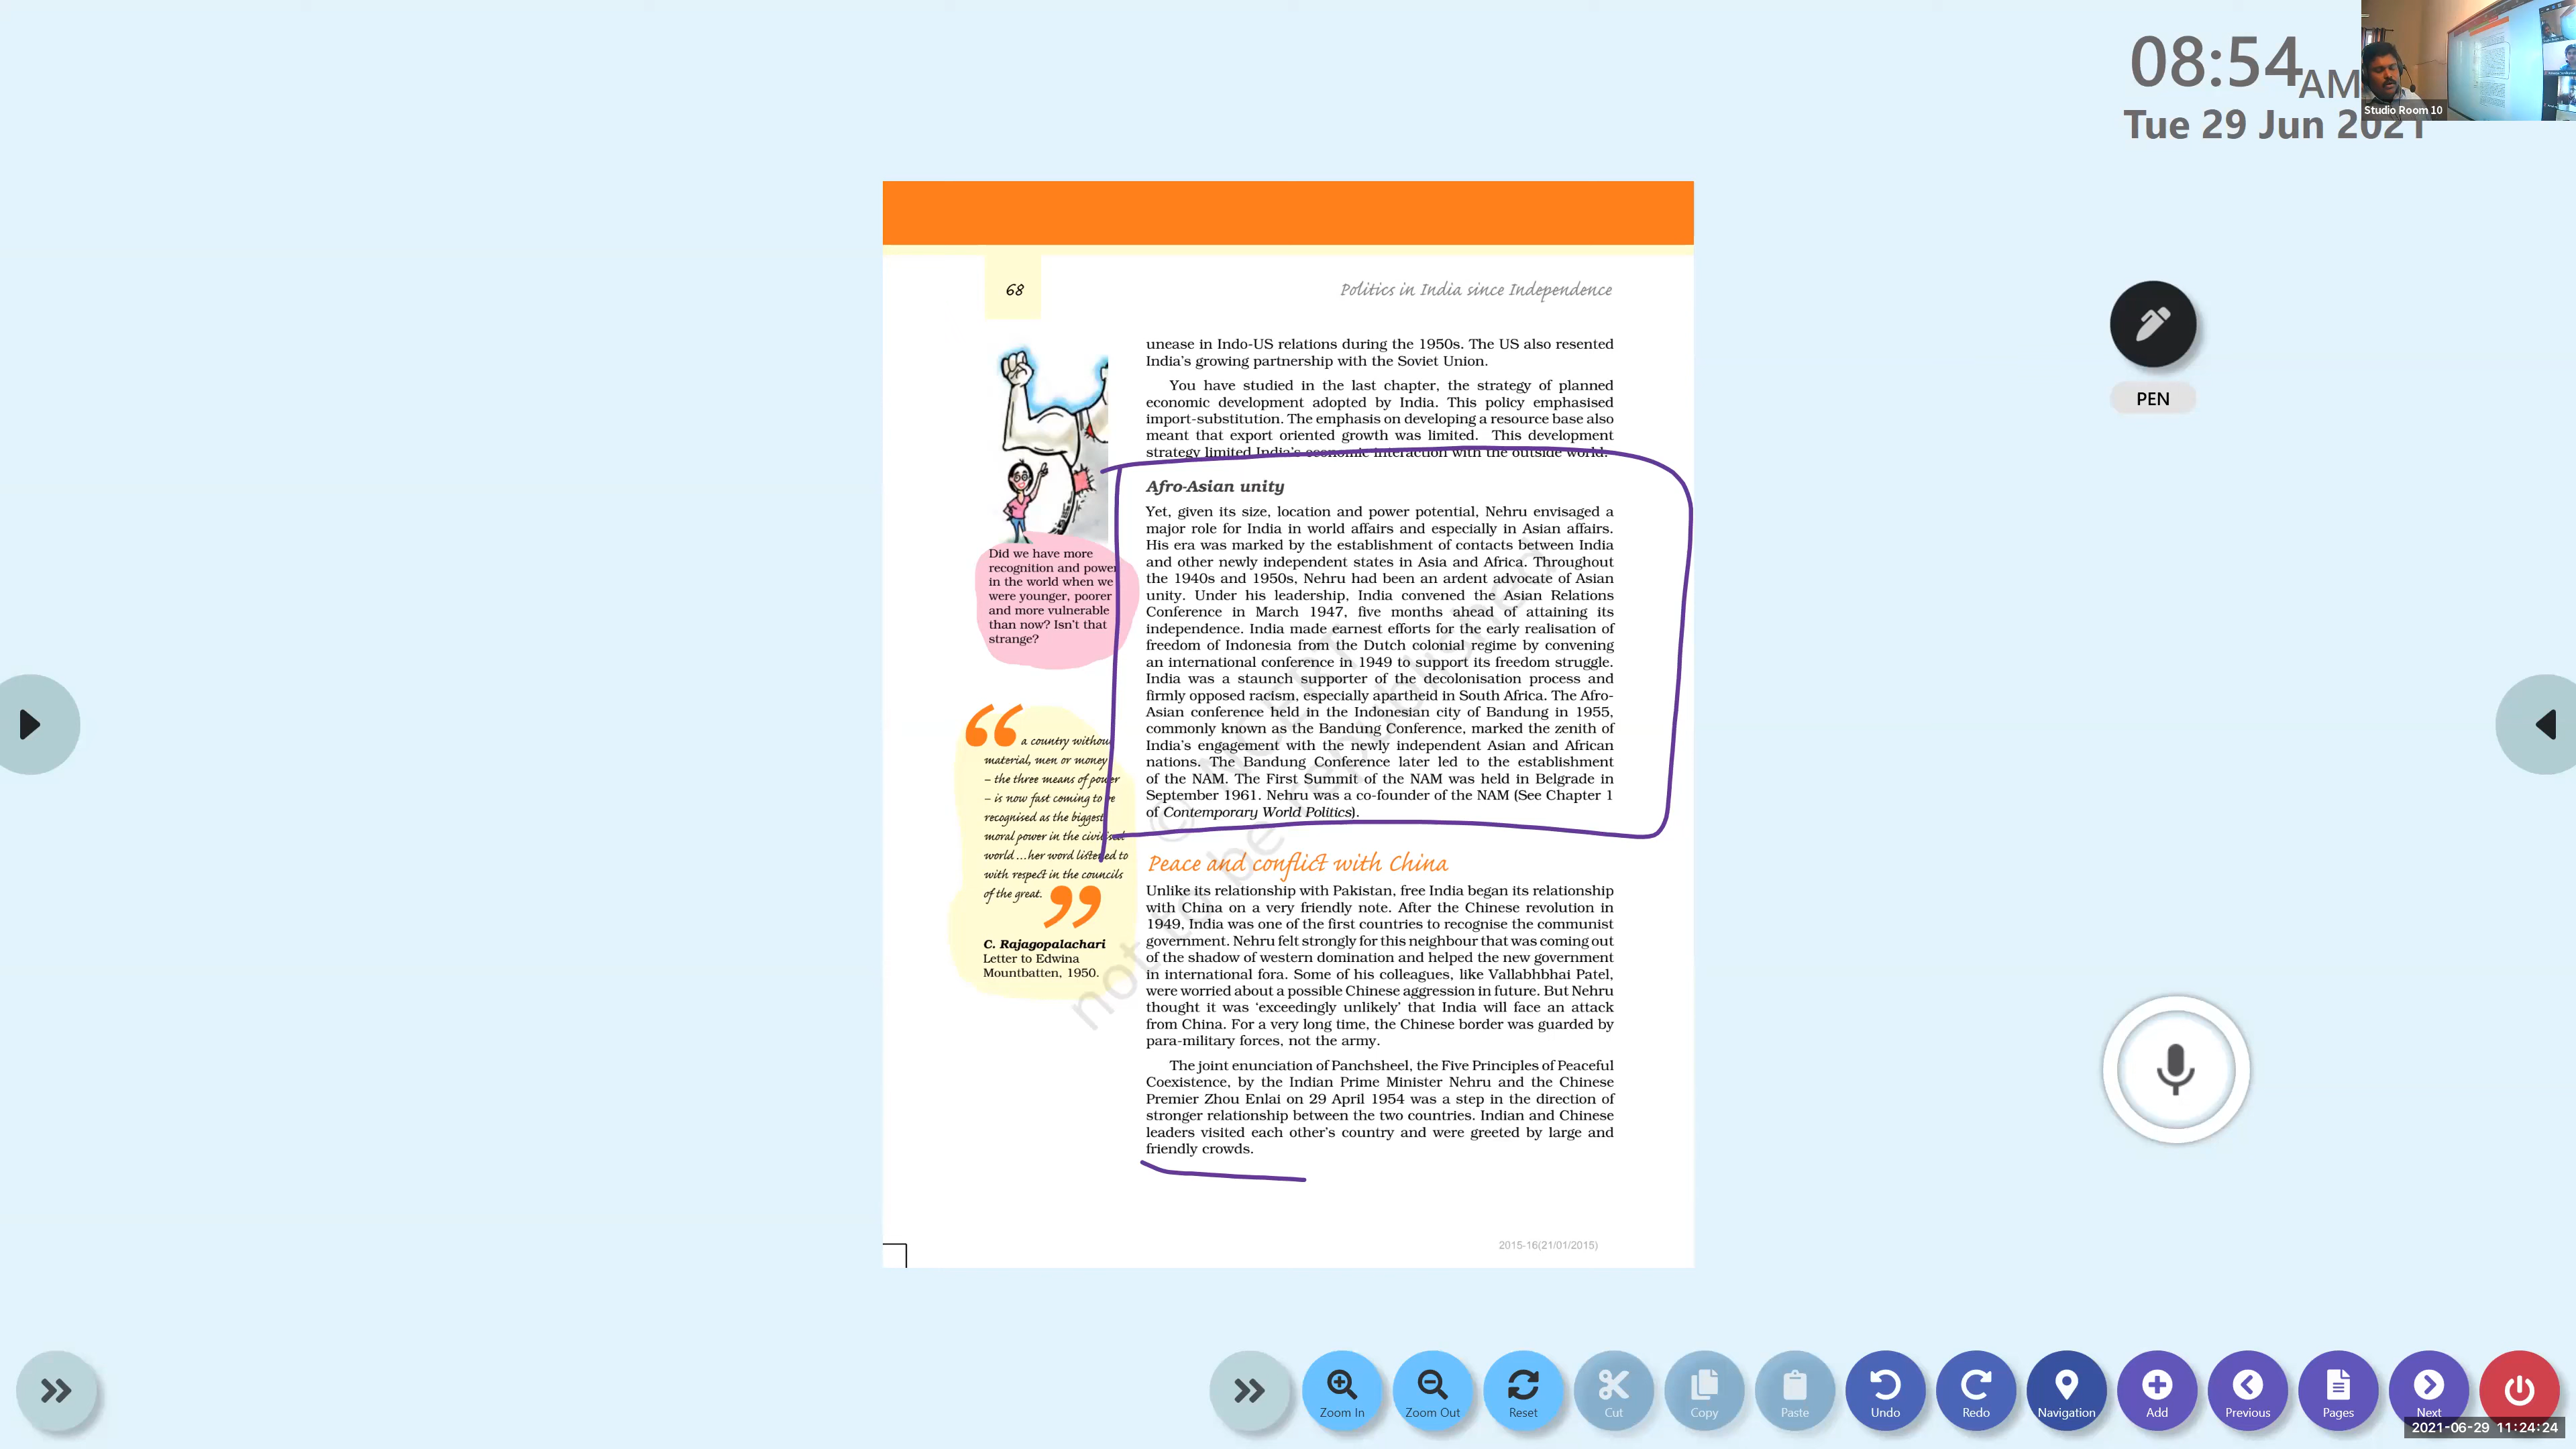 08:54 AM
Tue 29 Jun 2021
Studio Room 10
68
Politics in India since Independence
unease in Indo-US relations during the 1950s. The US also resented
India's growing partnership with the Soviet Union.
You have studied in the last chapter, the strategy of planned
economic development adopted by India. This policy emphasised
import-substitution. The emphasis on developing a resource base also
meant that export oriented growth was limited. This development
strategy limited India's economic interaction with the outside world.
Afro-Asian unity
Yet, given its size, location and power potential, Nehru envisaged a
major role for India in world affairs and especially in Asian affairs.
His era was marked by the establishment of contacts between India
and other newly independent states in Asia and Africa. Throughout
the 1940s and 1950s, Nehru had been an ardent advocate of Asian
unity. Under his leadership, India convened the Asian Relations
Conference in March 1947, five months ahead of attaining its
independence. India made earnest efforts for the early realisation of
freedom of Indonesia from the Dutch colonial regime by convening
an international conference in 1949 to support its freedom struggle.
India was a staunch supporter of the decolonisation process and
firmly opposed racism, especially apartheid in South Africa. The Afro-
Asian conference held in the Indonesian city of Bandung in 1955,
commonly known as the Bandung Conference, marked the zenith of
India's engagement with the newly independent Asian and African
nations. The Bandung Conference later led to the establishment
of the NAM. The First Summit of the NAM was held in Belgrade in
September 1961. Nehru was a co-founder of the NAM (See Chapter 1
of Contemporary World Politics).
Did we have more
recognition and power
in the world when we
were younger, poorer
and more vulnerable
than now? Isn't that
strange?
“ a country without
material, men or money
– the three means of power
– is now fast coming to be
recognised as the biggest
moral power in the civilised
world ...her word listened to
with respect in the councils
of the great. ”
C. Rajagopalachari
Letter to Edwina
Mountbatten, 1950.
Peace and conflict with China
Unlike its relationship with Pakistan, free India began its relationship
with China on a very friendly note. After the Chinese revolution in
1949, India was one of the first countries to recognise the communist
government. Nehru felt strongly for this neighbour that was coming out
of the shadow of western domination and helped the new government
in international fora. Some of his colleagues, like Vallabhbhai Patel,
were worried about a possible Chinese aggression in future. But Nehru
thought it was 'exceedingly unlikely' that India will face an attack
from China. For a very long time, the Chinese border was guarded by
para-military forces, not the army.
The joint enunciation of Panchsheel, the Five Principles of Peaceful
Coexistence, by the Indian Prime Minister Nehru and the Chinese
Premier Zhou Enlai on 29 April 1954 was a step in the direction of
stronger relationship between the two countries. Indian and Chinese
leaders visited each other's country and were greeted by large and
friendly crowds.
© NCERT
not to be republished
2015-16(21/01/2015)
PEN
Zoom In
Zoom Out
Reset
Cut
Copy
Paste
Undo
Redo
Navigation
Add
Previous
Pages
Next
2021-06-29 11:24:24